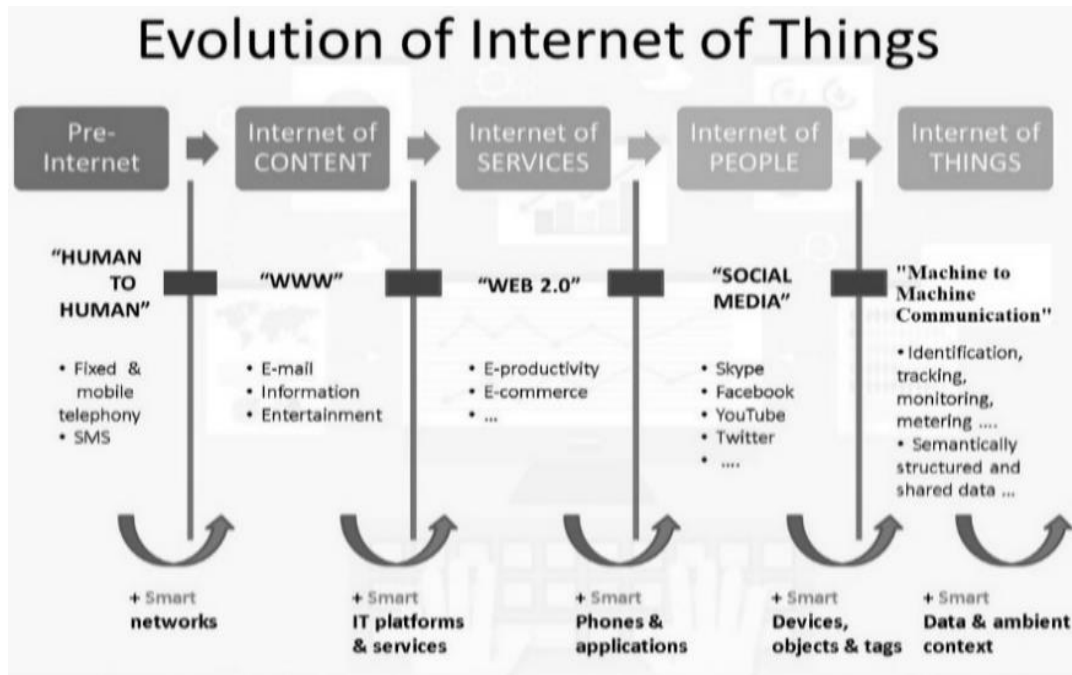 Evolution of Internet of Things
Pre-
Internet
Internet of
CONTENT
Internet of
SERVICES
Internet of
PEOPLE
Internet of
THINGS
"HUMAN
TO
HUMAN"
• Fixed &
mobile
telephony
• SMS
"WWW"
• E-mail
• Information
• Entertainment
"WEB 2.0"
• E-productivity
• E-commerce
• ...
"SOCIAL
MEDIA"
• Skype
• Facebook
• YouTube
• Twitter
• ....
"Machine to
Machine
Communication"
• Identification,
tracking,
monitoring,
metering ....
• Semantically
structured and
shared data ...
+ Smart
networks
+ Smart
IT platforms
& services
+ Smart
Phones &
applications
+ Smart
Devices,
objects & tags
+ Smart
Data & ambient
context